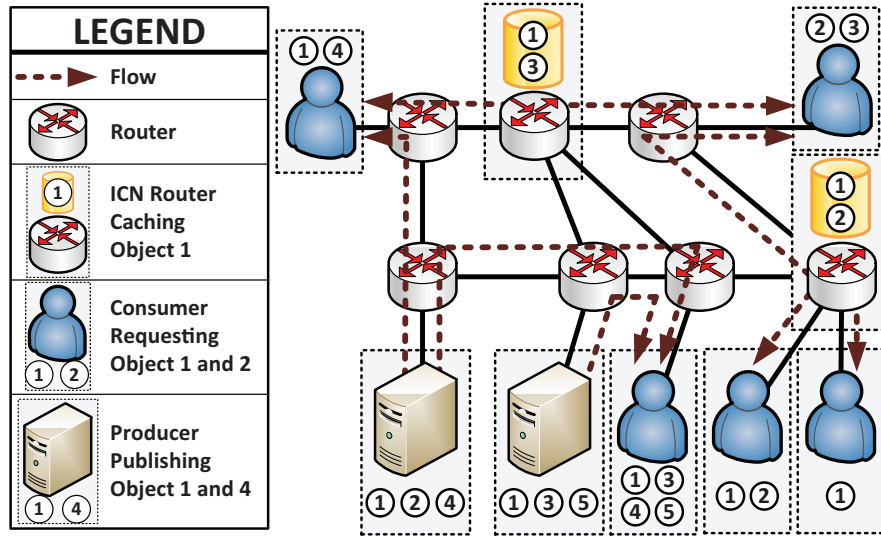 LEGEND
Flow
Router
1
ICN Router
Caching
Object 1
Consumer
Requesting
Object 1 and 2
1 2
Producer
Publishing
Object 1 and 4
1 4
1 4
1
3
2 3
1
2
1 2 4
1 3 5
1 3
4 5
1 2
1